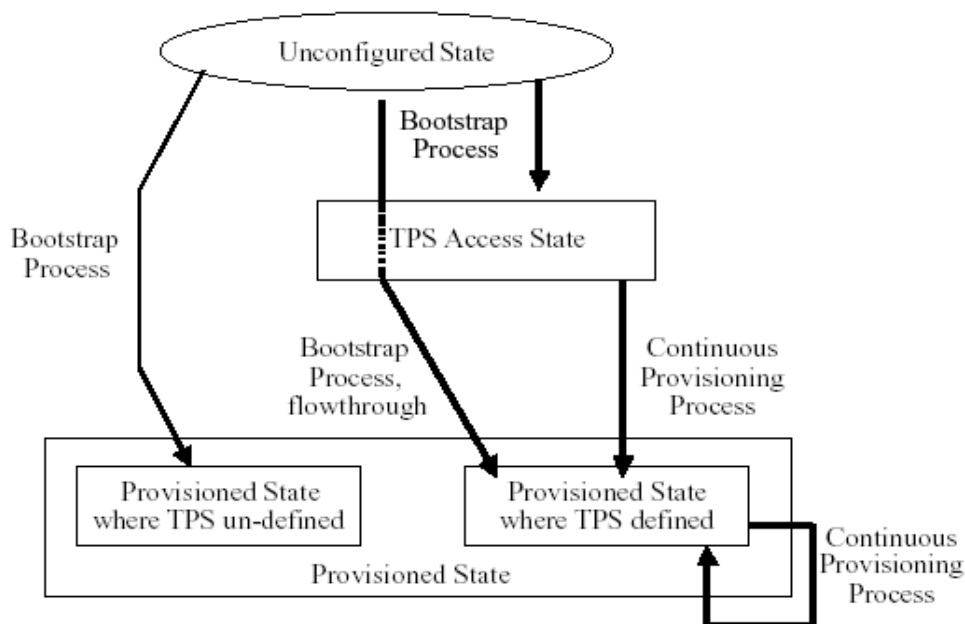 Unconfigured State
Bootstrap
Process
TPS Access State
Bootstrap
Process
Bootstrap
Process,
flowthrough
Continuous
Provisioning
Process
Provisioned State
where TPS un-defined
Provisioned State
where TPS defined
Provisioned State
Continuous
Provisioning
Process